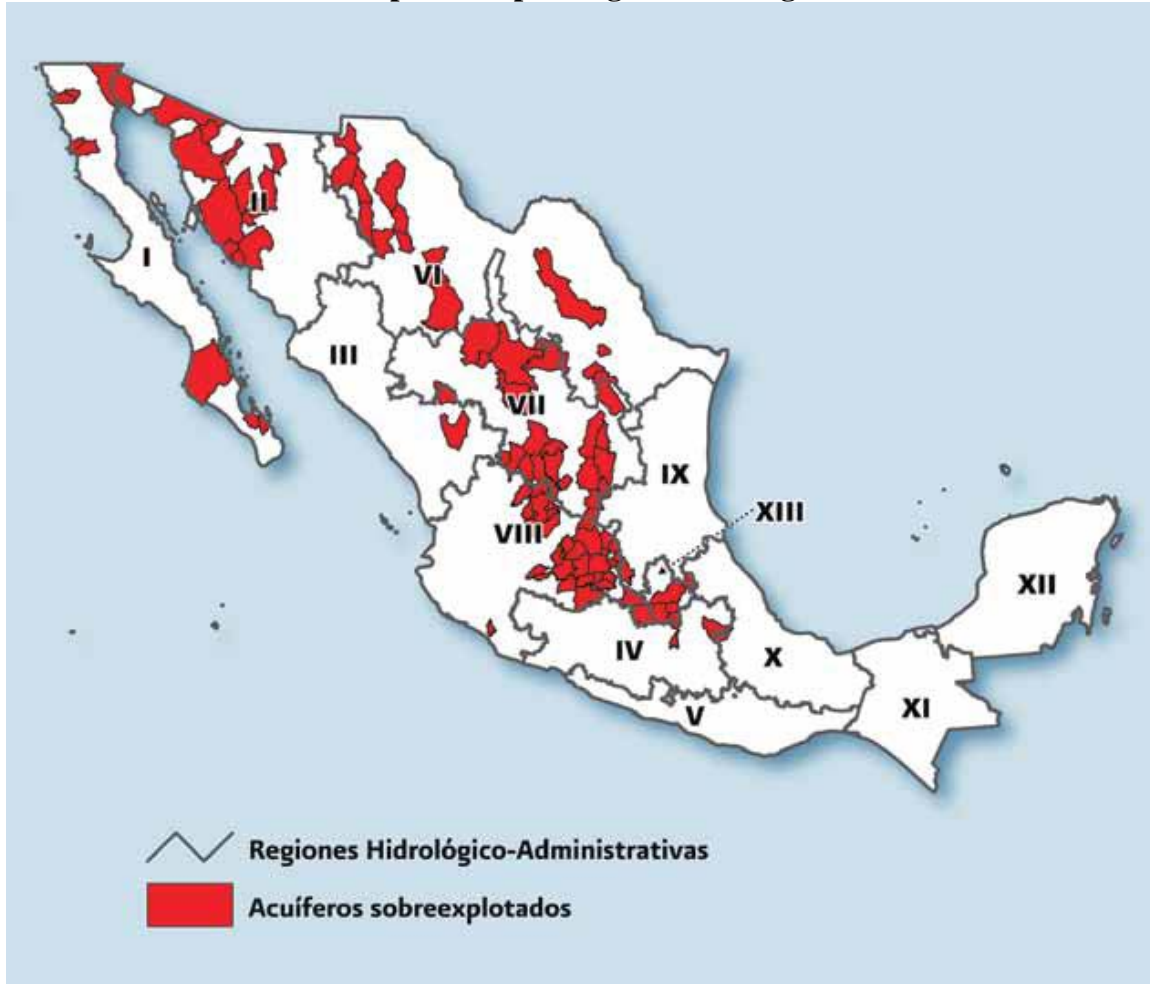 II
I
VI
III
VII
IX
VIII
XIII
XII
IV
X
XI
V
Regiones Hidrológico-Administrativas
Acuíferos sobreexplotados